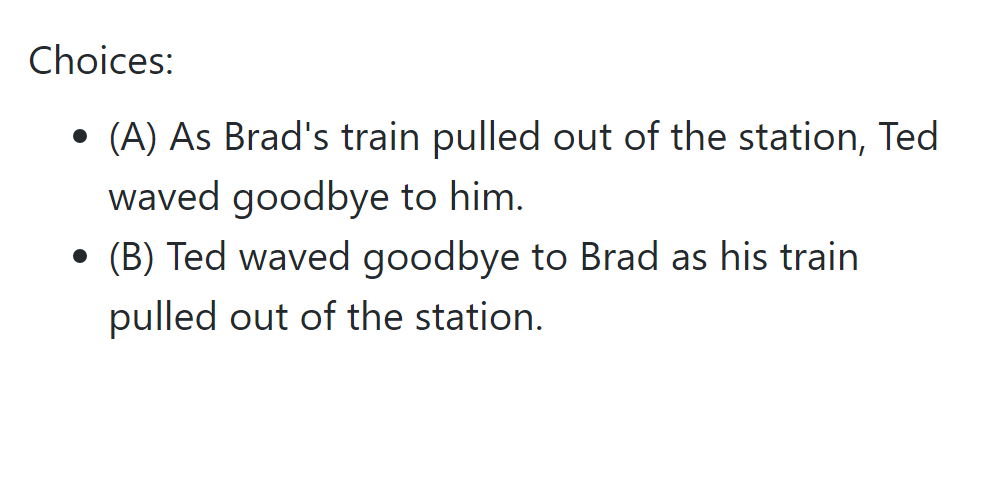 Choices:
• (A) As Brad's train pulled out of the station, Ted
waved goodbye to him.
• (B) Ted waved goodbye to Brad as his train
pulled out of the station.